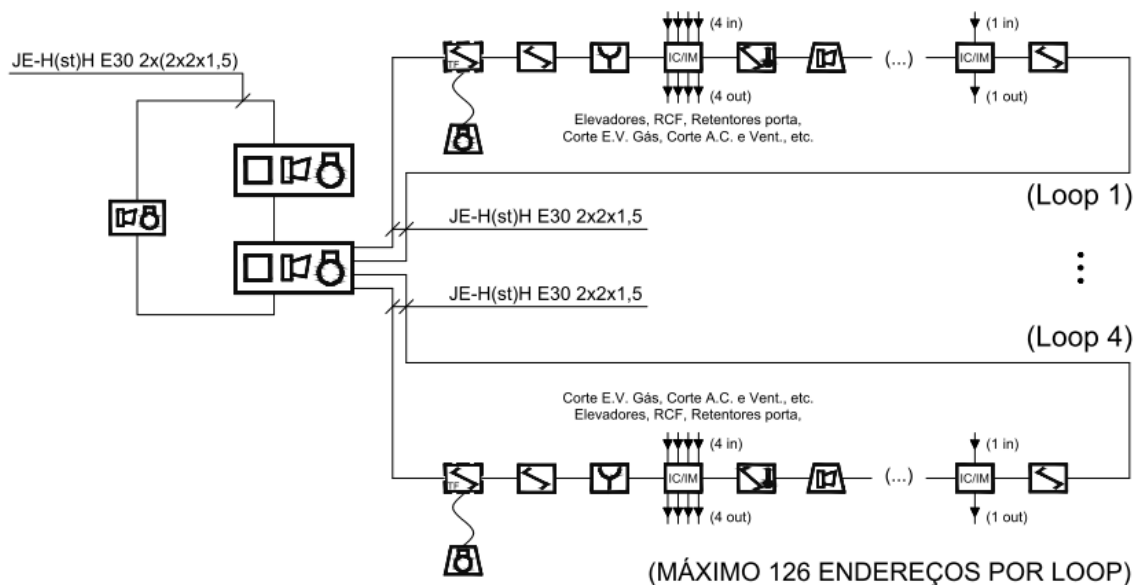 JE-H(st)H E30 2x(2x2x1,5)
(4 in)
(1 in)
TF
IC/IM
(...)
IC/IM
(4 out)
(1 out)
Elevadores, RCF, Retentores porta,
Corte E.V. Gás, Corte A.C. e Vent., etc.
(Loop 1)
JE-H(st)H E30 2x2x1,5
JE-H(st)H E30 2x2x1,5
(Loop 4)
Corte E.V. Gás, Corte A.C. e Vent., etc.
Elevadores, RCF, Retentores porta,
(4 in)
(1 in)
TF
IC/IM
(...)
IC/IM
(4 out)
(1 out)
(MÁXIMO 126 ENDEREÇOS POR LOOP)